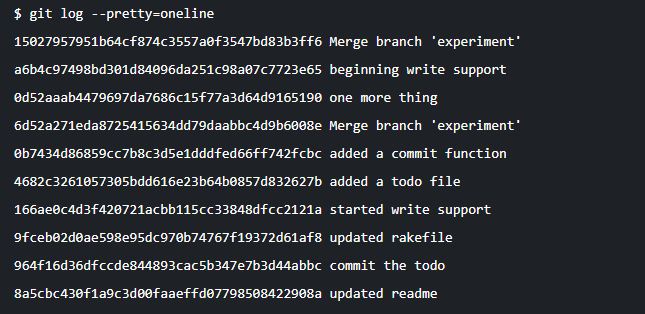 $ git log --pretty=oneline
15027957951b64cf874c3557a0f3547bd83b3ff6 Merge branch 'experiment'
a6b4c97498bd301d84096da251c98a07c7723e65 beginning write support
0d52aaab4479697da7686c15f77a3d64d9165190 one more thing
6d52a271eda8725415634dd79daabbc4d9b6008e Merge branch 'experiment'
0b7434d86859cc7b8c3d5e1dddfed66ff742fcbc added a commit function
4682c3261057305bdd616e23b64b0857d832627b added a todo file
166ae0c4d3f420721acbb115cc33848dfcc2121a started write support
9fceb02d0ae598e95dc970b74767f19372d61af8 updated rakefile
964f16d36dfccde844893cac5b347e7b3d44abbc commit the todo
8a5cbc430f1a9c3d00faaeffd07798508422908a updated readme